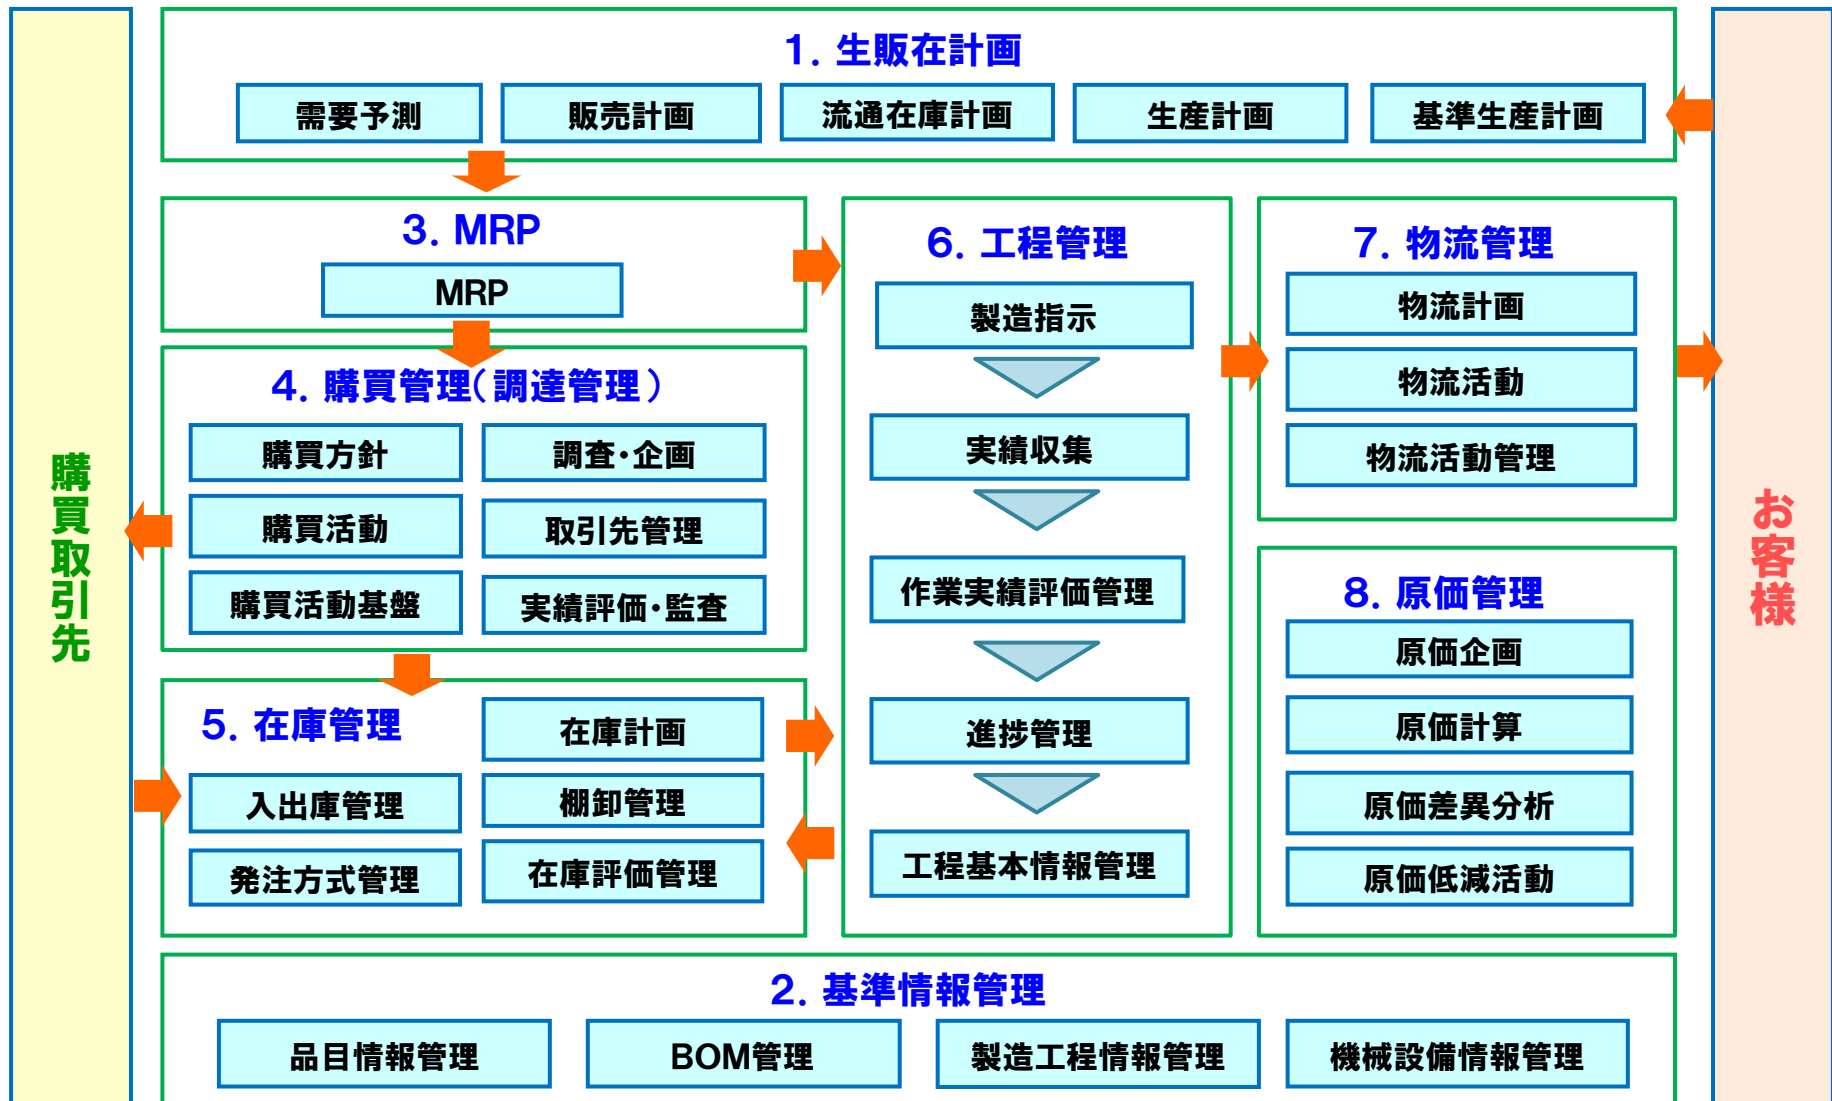 1. 生販在計画
需要予測
販売計画
流通在庫計画
生産計画
基準生産計画
3. MRP
MRP
4. 購買管理(調達管理)
購買方針
調査・企画
購買活動
取引先管理
購買活動基盤
実績評価・監査
5. 在庫管理
在庫計画
入出庫管理
棚卸管理
発注方式管理
在庫評価管理
6. 工程管理
製造指示
実績収集
作業実績評価管理
進捗管理
工程基本情報管理
7. 物流管理
物流計画
物流活動
物流活動管理
8. 原価管理
原価企画
原価計算
原価差異分析
原価低減活動
2. 基準情報管理
品目情報管理
BOM管理
製造工程情報管理
機械設備情報管理
購買取引先
お客様